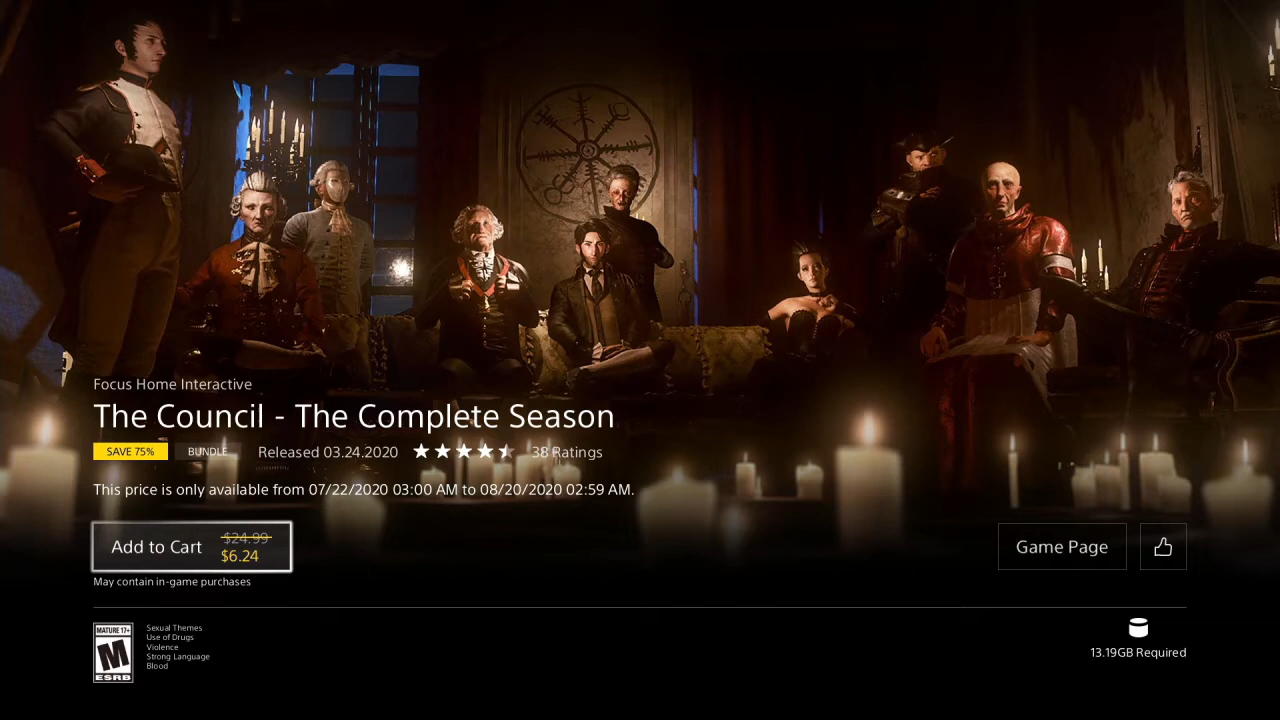 Focus Home Interactive
The Council - The Complete Season
SAVE 75% BUNDLE Released 03.24.2020 38 Ratings
This price is only available from 07/22/2020 03:00 AM to 08/20/2020 02:59 AM.
Add to Cart $24.99
$6.24
Game Page
May contain in-game purchases
MATURE 17+
M
ESRB
Sexual Themes
Use of Drugs
Violence
Strong Language
Blood
13.19GB Required